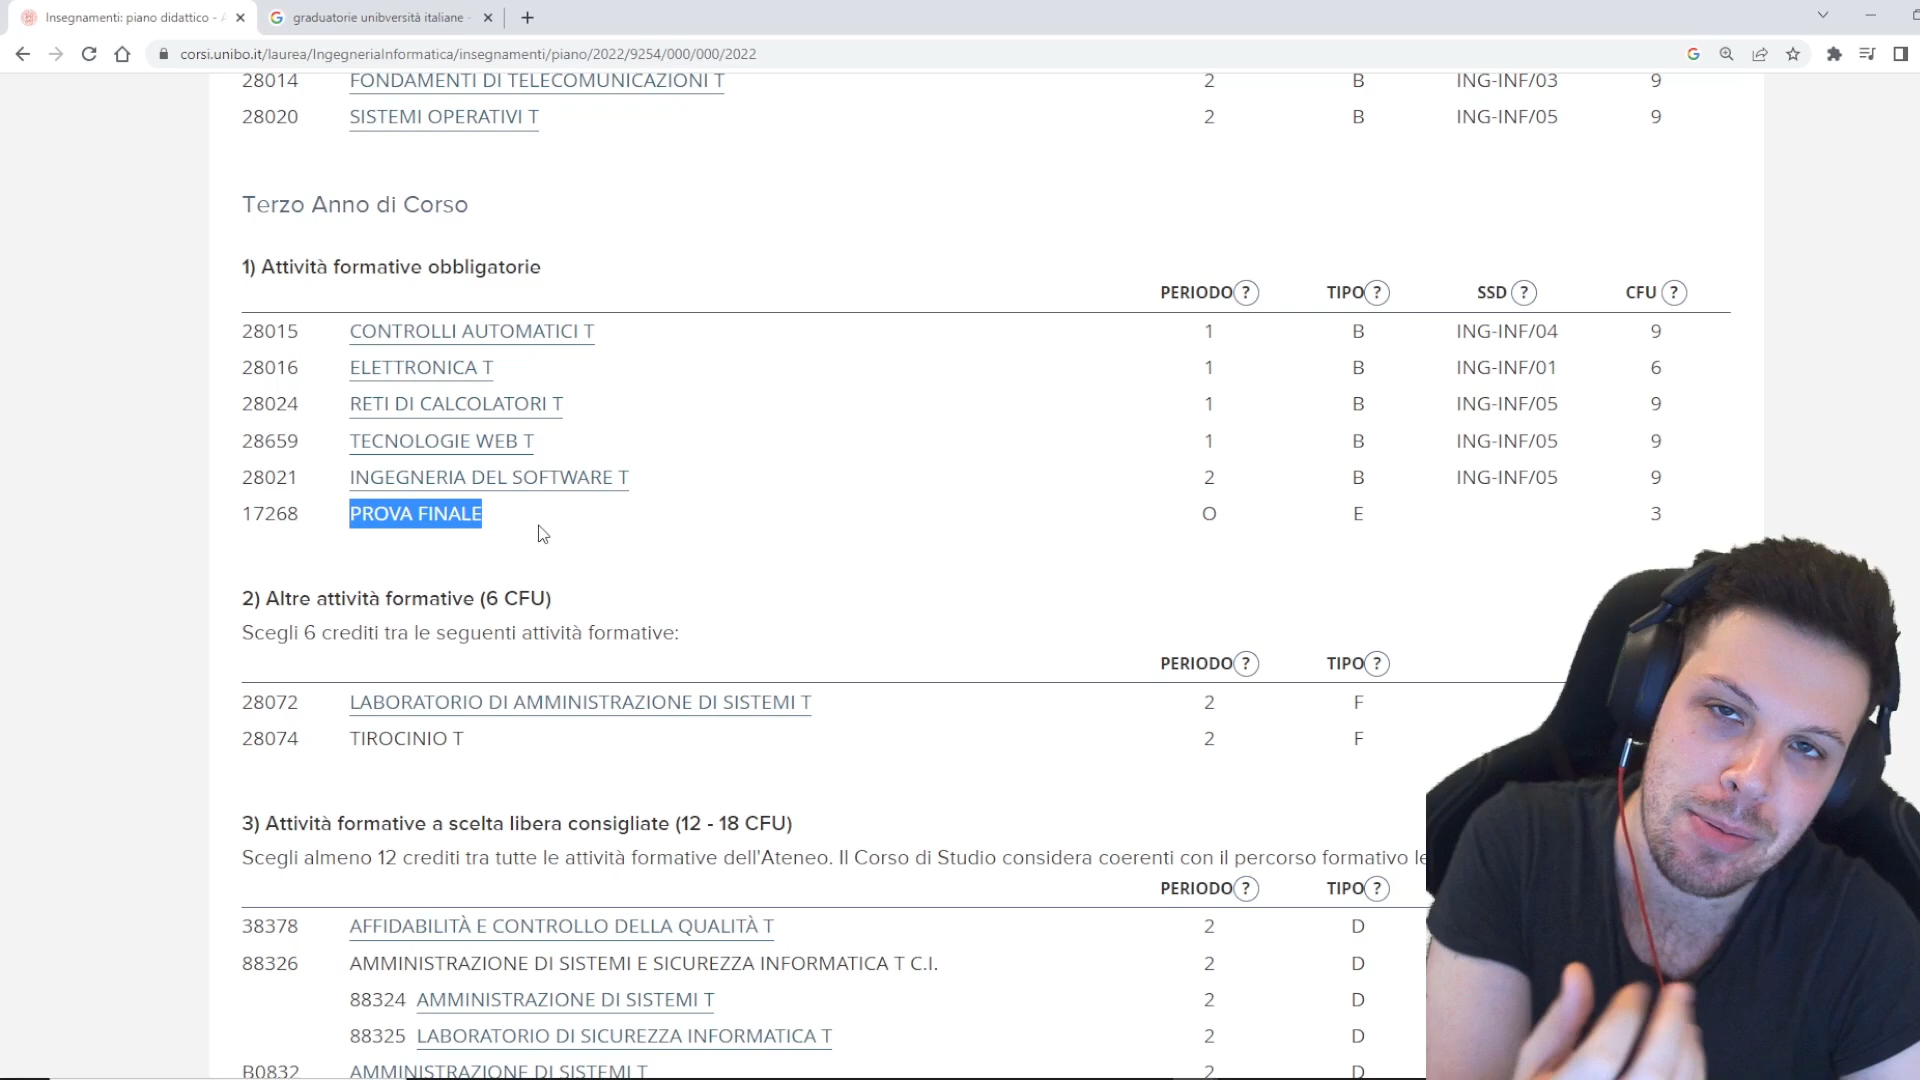 Insegnamenti: piano didattico -
graduatorie unibversità italiane -
corsi.unibo.it/laurea/IngegneriaInformatica/insegnamenti/piano/2022/9254/000/000/2022
28014 FONDAMENTI DI TELECOMUNICAZIONI T 2 B ING-INF/03 9
28020 SISTEMI OPERATIVI T 2 B ING-INF/05 9
Terzo Anno di Corso
1) Attività formative obbligatorie
PERIODO ? TIPO ? SSD ? CFU ?
28015 CONTROLLI AUTOMATICI T 1 B ING-INF/04 9
28016 ELETTRONICA T 1 B ING-INF/01 6
28024 RETI DI CALCOLATORI T 1 B ING-INF/05 9
28659 TECNOLOGIE WEB T 1 B ING-INF/05 9
28021 INGEGNERIA DEL SOFTWARE T 2 B ING-INF/05 9
17268 PROVA FINALE O E 3
2) Altre attività formative (6 CFU)
Scegli 6 crediti tra le seguenti attività formative:
PERIODO ? TIPO ?
28072 LABORATORIO DI AMMINISTRAZIONE DI SISTEMI T 2 F
28074 TIROCINIO T 2 F
3) Attività formative a scelta libera consigliate (12 - 18 CFU)
Scegli almeno 12 crediti tra tutte le attività formative dell'Ateneo. Il Corso di Studio considera coerenti con il percorso formativo le
PERIODO ? TIPO ?
38378 AFFIDABILITÀ E CONTROLLO DELLA QUALITÀ T 2 D
88326 AMMINISTRAZIONE DI SISTEMI E SICUREZZA INFORMATICA T C.I. 2 D
88324 AMMINISTRAZIONE DI SISTEMI T 2 D
88325 LABORATORIO DI SICUREZZA INFORMATICA T 2 D
B0832 AMMINISTRAZIONE DI SISTEMI T 2 D